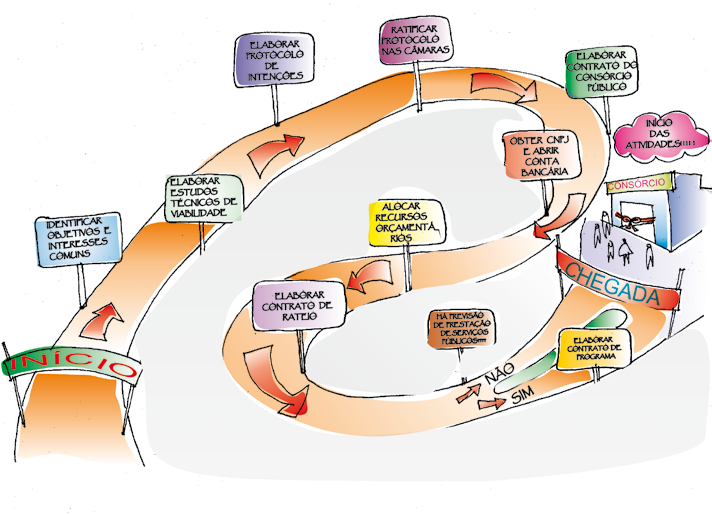 INÍCIO
IDENTIFICAR
OBJETIVOS E
INTERESSES
COMUNS
ELABORAR
ESTUDOS
TÉCNICOS DE
VIABILIDADE
ELABORAR
PROTOCOLO
DE
INTENÇÕES
RATIFICAR
PROTOCOLO
NAS CÂMARAS
ELABORAR
CONTRATO DO
CONSÓRCIO
PÚBLICO
OBTER CNPJ
E ABRIR
CONTA
BANCÁRIA
ALOCAR
RECURSOS
ORÇAMENTÁ
RIOS
ELABORAR
CONTRATO DE
RATEIO
HÁ PREVISÃO
DE PRESTAÇÃO
DE SERVIÇOS
PÚBLICOS????
NÃO
SIM
ELABORAR
CONTRATO DE
PROGRAMA
CHEGADA
CONSÓRCIO
INÍCIO
DAS
ATVIDADES!!!!!